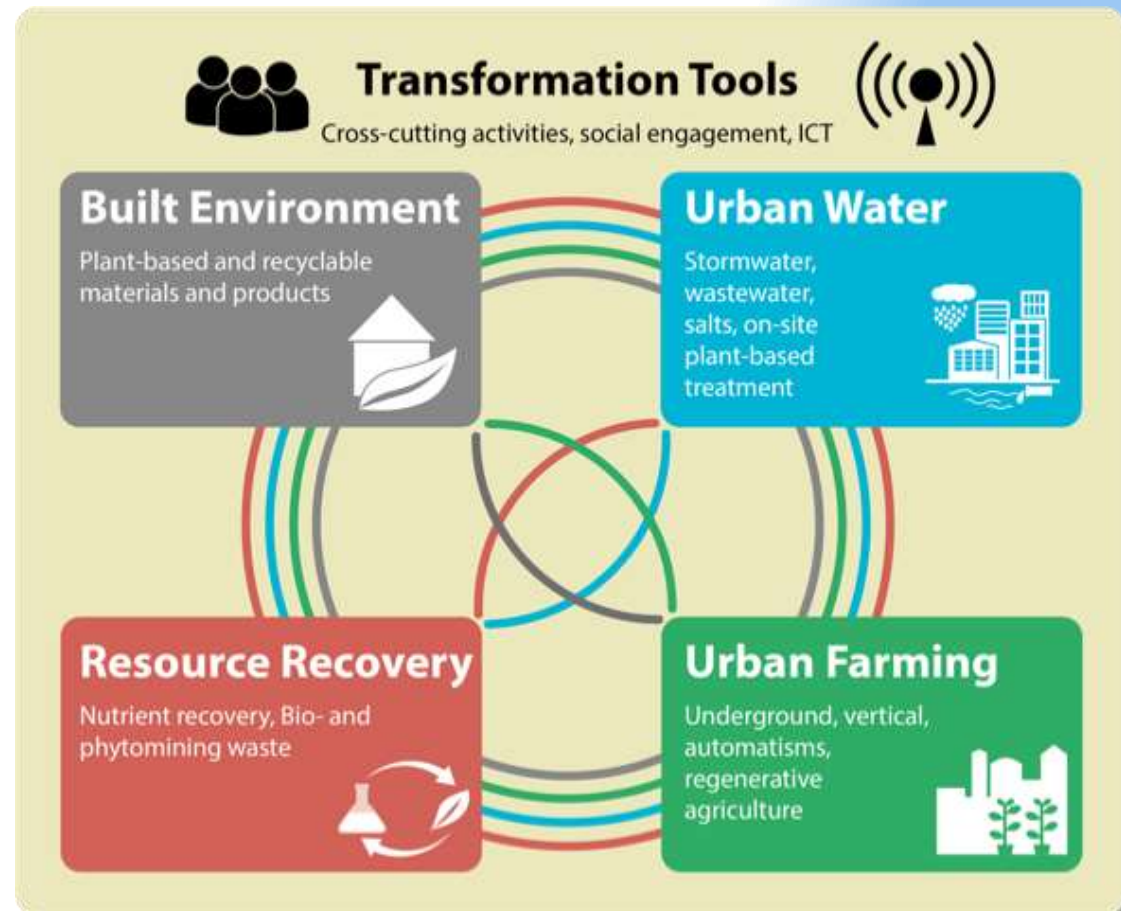 Transformation Tools
Cross-cutting activities, social engagement, ICT
Built Environment
Plant-based and recyclable
materials and products
Urban Water
Stormwater,
wastewater,
salts, on-site
plant-based
treatment
Resource Recovery
Nutrient recovery, Bio- and
phytomining waste
Urban Farming
Underground, vertical,
automatisms,
regenerative
agriculture